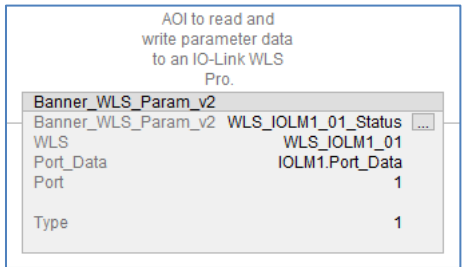 AOI to read and
write parameter data
to an IO-Link WLS
Pro.
Banner_WLS_Param_v2
Banner_WLS_Param_v2 WLS_IOLM1_01_Status ...
WLS WLS_IOLM1_01
Port_Data IOLM1.Port_Data
Port 1
Type 1